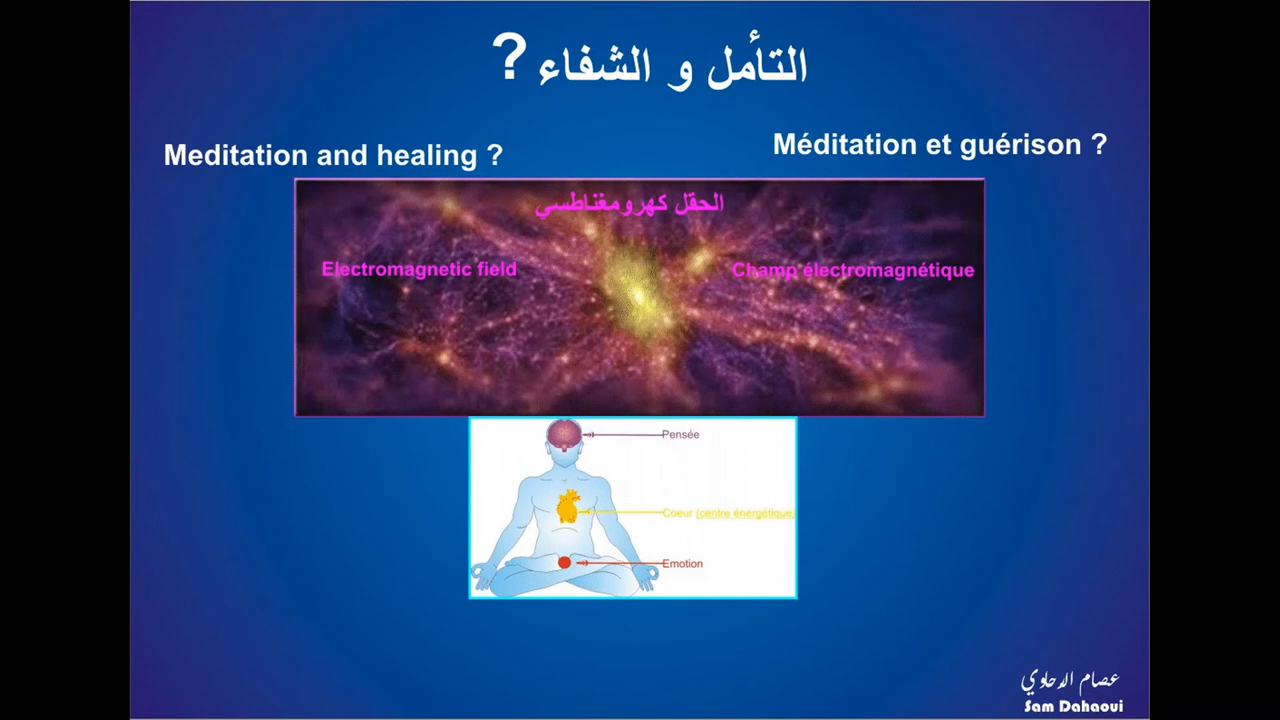 التأمل و الشفاء ?
Meditation and healing ?
Méditation et guérison ?
الحقل كهرومغناطسي
Electromagnetic field
Champ électromagnétique
Pensée
Coeur (centre énergétique)
Emotion
عصام الدحاوي
Sam Dahaoui